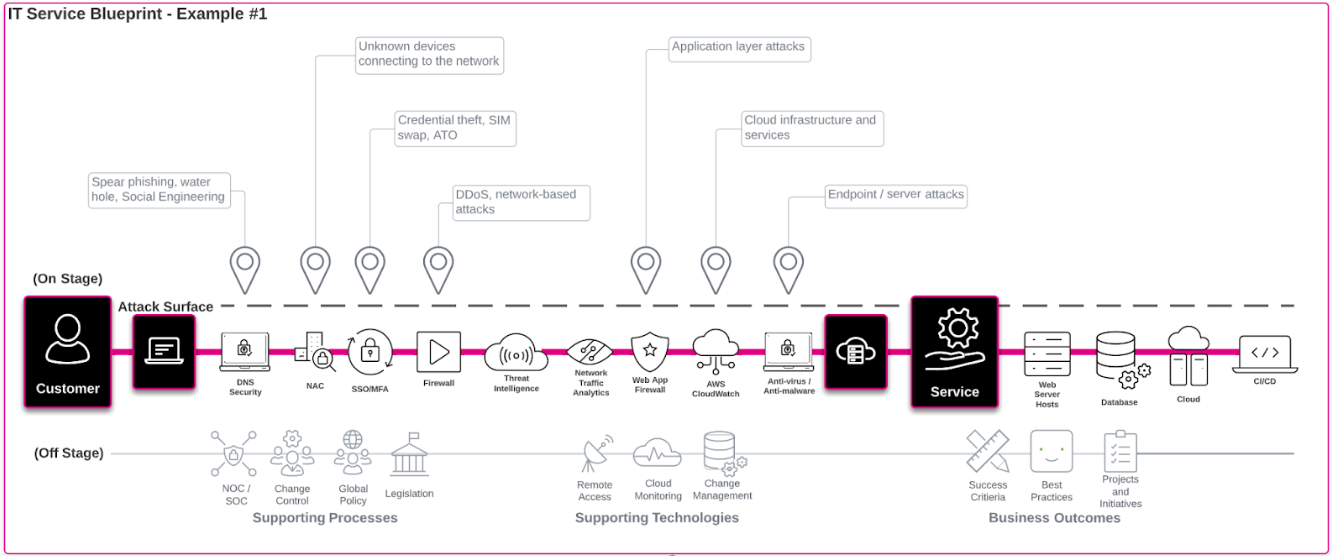 IT Service Blueprint - Example #1
Unknown devices
connecting to the network
Application layer attacks
Credential theft, SIM
swap, ATO
Cloud infrastructure and
services
Spear phishing, water
hole, Social Engineering
DDoS, network-based
attacks
Endpoint / server attacks
(On Stage)
Attack Surface
Customer
DNS
Security
NAC
SSO/MFA
Firewall
Threat
Intelligence
Network
Traffic
Analytics
Web App
Firewall
AWS
CloudWatch
Anti-virus /
Anti-malware
Service
Web
Server
Hosts
Database
Cloud
CI/CD
(Off Stage)
NOC /
SOC
Change
Control
Global
Policy
Legislation
Supporting Processes
Remote
Access
Cloud
Monitoring
Change
Management
Supporting Technologies
Success
Critieria
Best
Practices
Projects
and
Initiatives
Business Outcomes